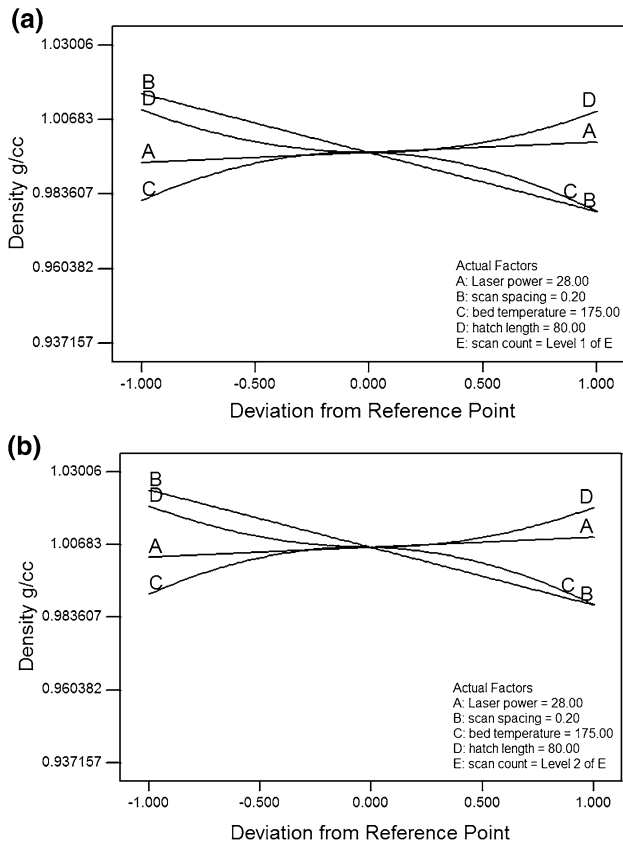 (a)
1.03006
1.00683
0.983607
0.960382
0.937157
Density g/cc
B
D
A
C
D
A
C
B
Actual Factors
A: Laser power = 28.00
B: scan spacing = 0.20
C: bed temperature = 175.00
D: hatch length = 80.00
E: scan count = Level 1 of E
-1.000 -0.500 0.000 0.500 1.000
Deviation from Reference Point
(b)
1.03006
1.00683
0.983607
0.960382
0.937157
Density g/cc
B
D
A
C
D
A
C
B
Actual Factors
A: Laser power = 28.00
B: scan spacing = 0.20
C: bed temperature = 175.00
D: hatch length = 80.00
E: scan count = Level 2 of E
-1.000 -0.500 0.000 0.500 1.000
Deviation from Reference Point